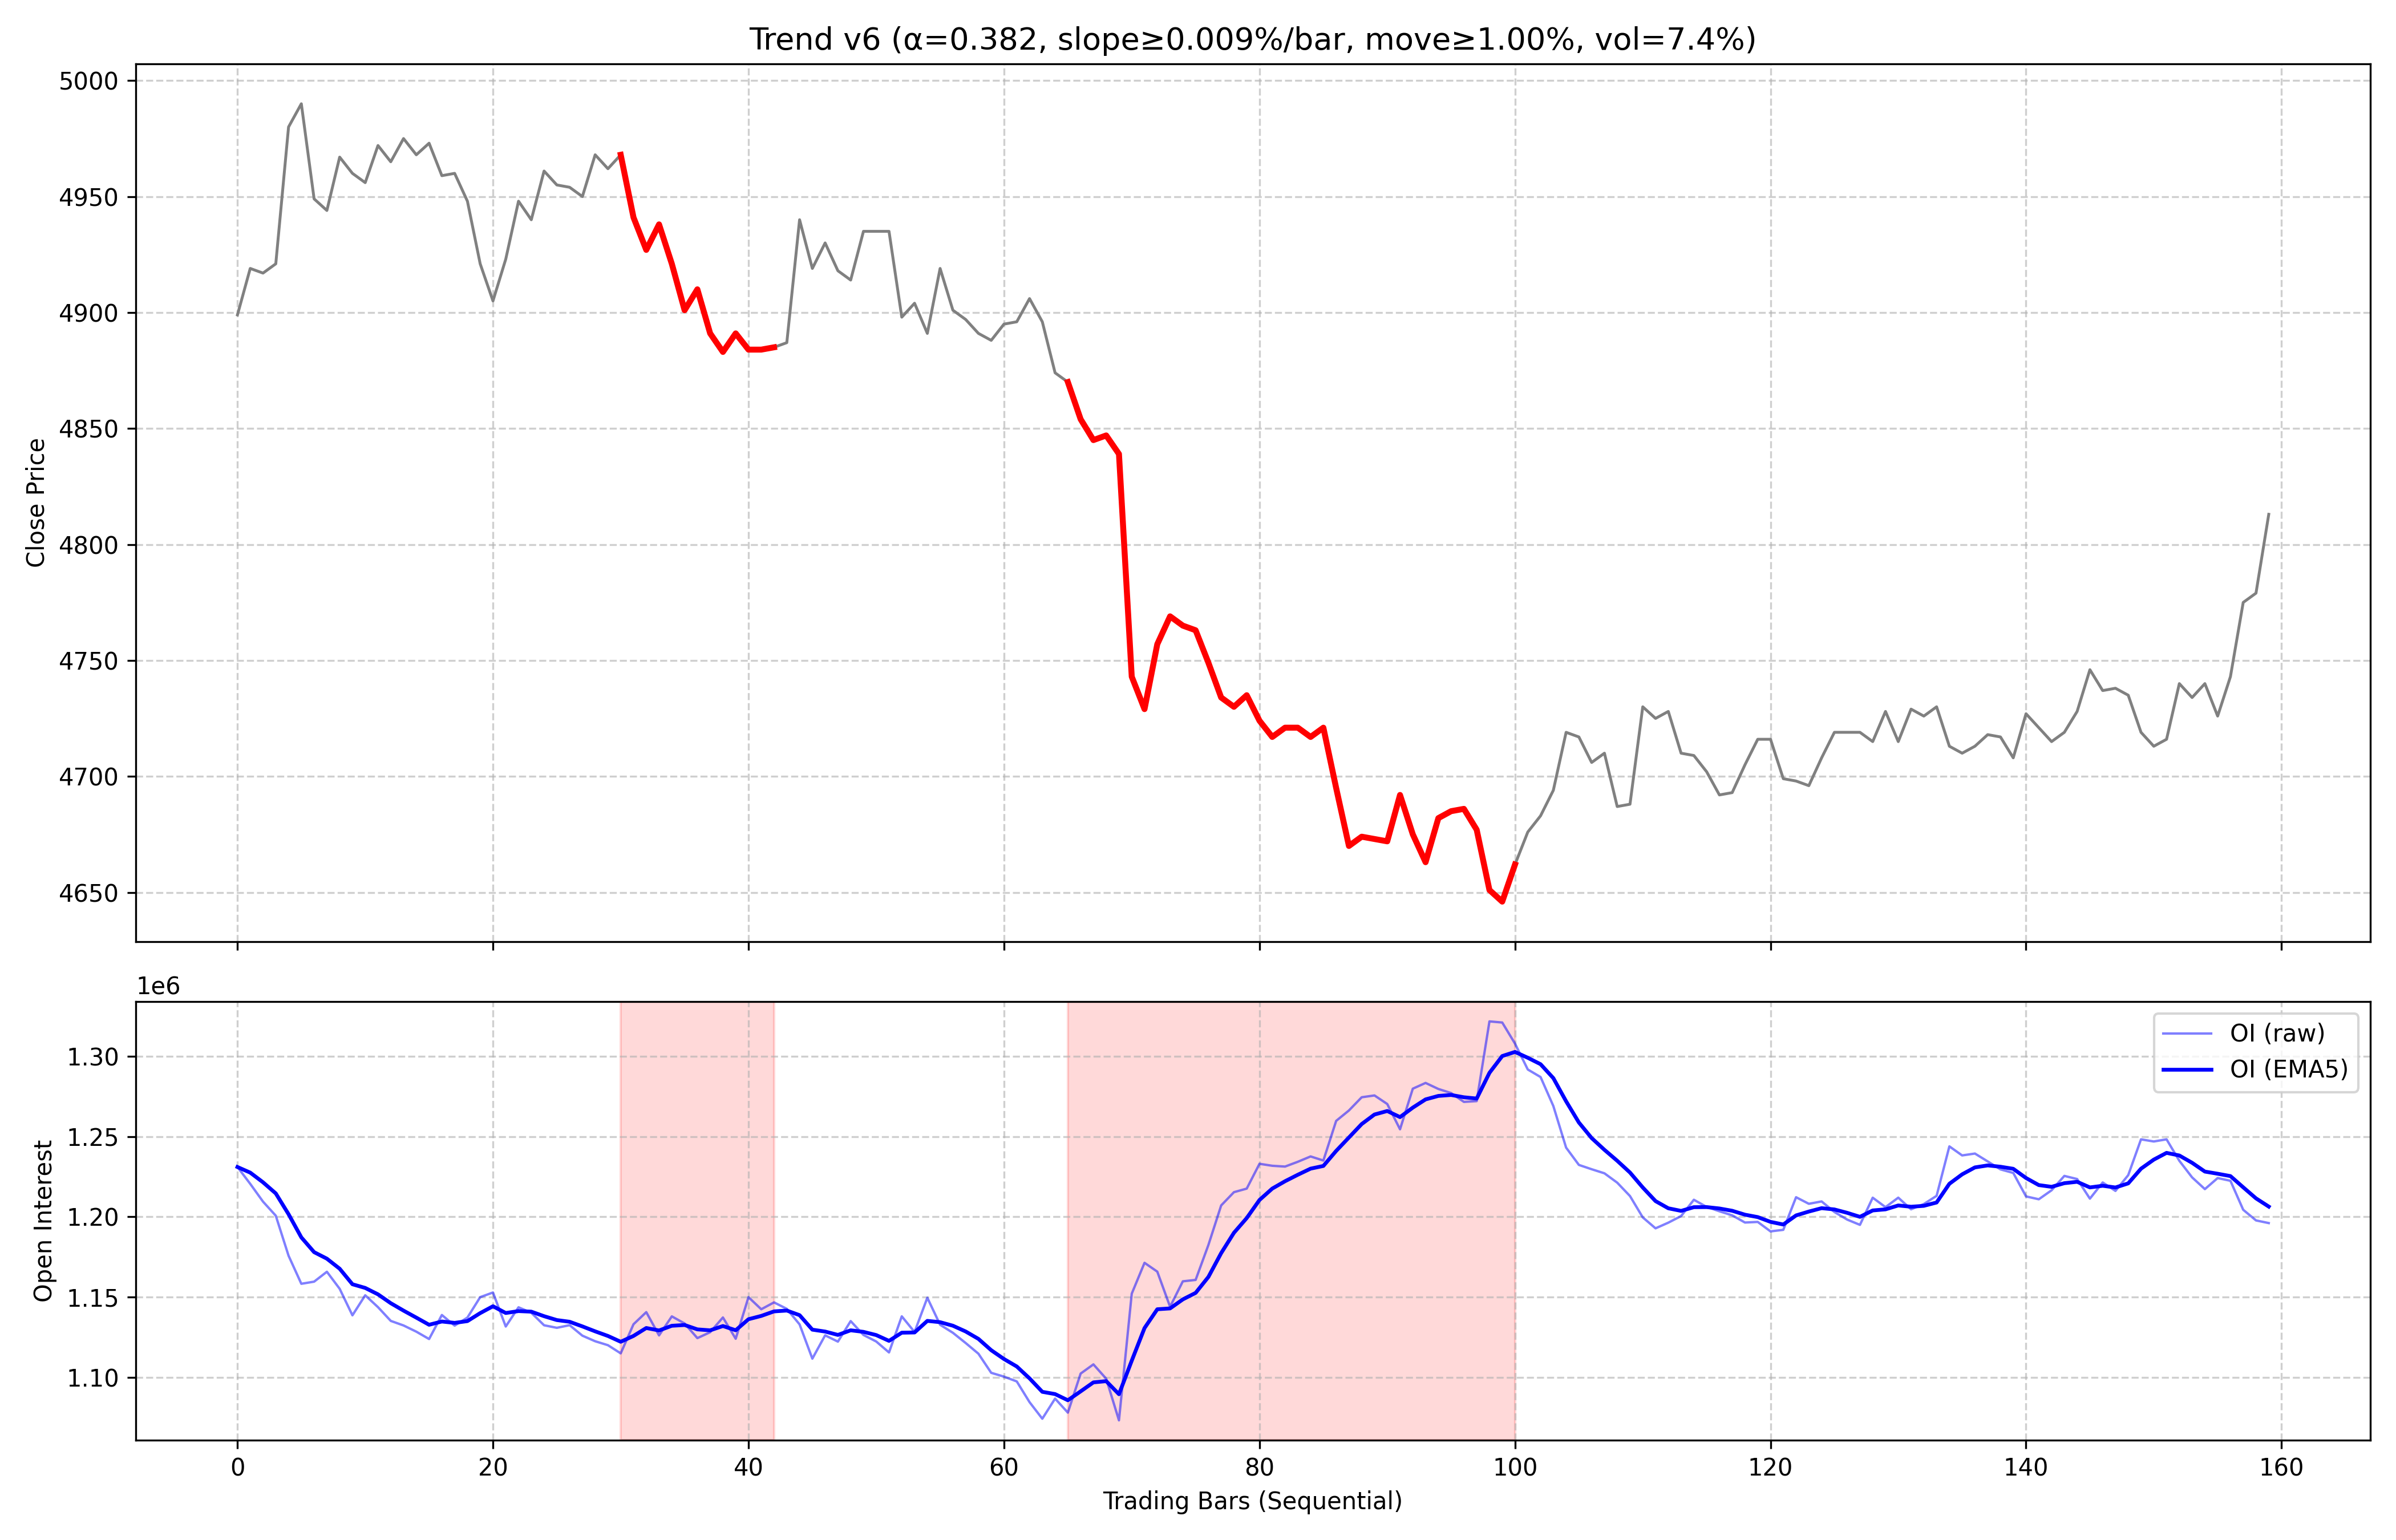 Trend v6 (α=0.382, slope≥0.009%/bar, move≥1.00%, vol=7.4%)
5000
4950
4900
4850
4800
4750
4700
4650
Close Price
1e6
1.30
1.25
1.20
1.15
1.10
Open Interest
OI (raw)
OI (EMA5)
0 20 40 60 80 100 120 140 160
Trading Bars (Sequential)